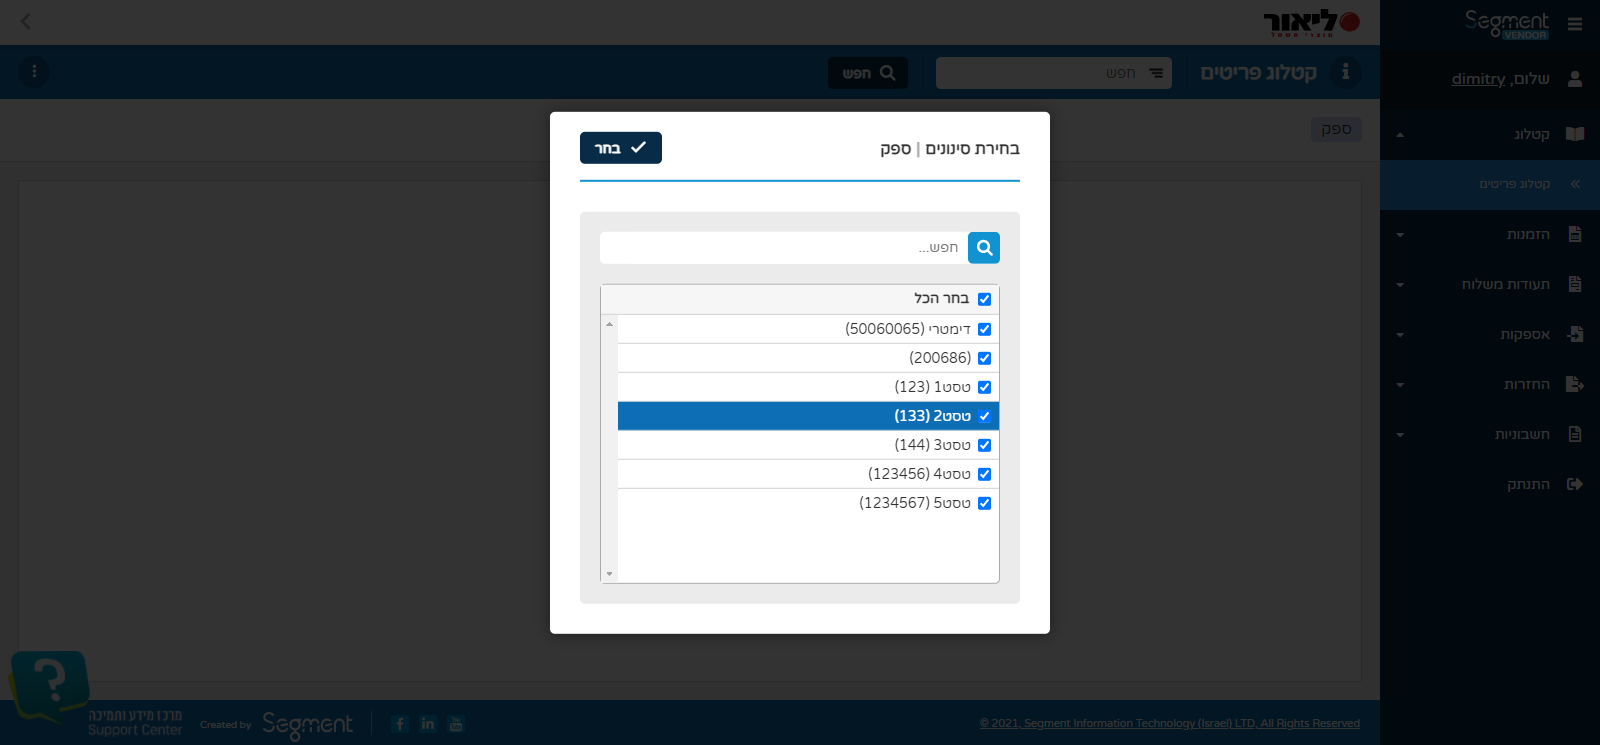 Segment
VENDOR
שלום, dimitry
קטלוג
קטלוג פריטים
הזמנות
תעודות משלוח
אספקות
החזרות
חשבוניות
התנתק
ליאור
מוצרי חשמל
קטלוג פריטים
חפש
חפש
ספק
בחירת סינונים | ספק
בחר
חפש...
בחר הכל
דימטרי (50060065)
(200686)
טסט1 (123)
טסט2 (133)
טסט3 (144)
טסט4 (123456)
טסט5 (1234567)
© 2021, Segment Information Technology (Israel) LTD, All Rights Reserved
Created by Segment
מרכז מידע ותמיכה
Support Center